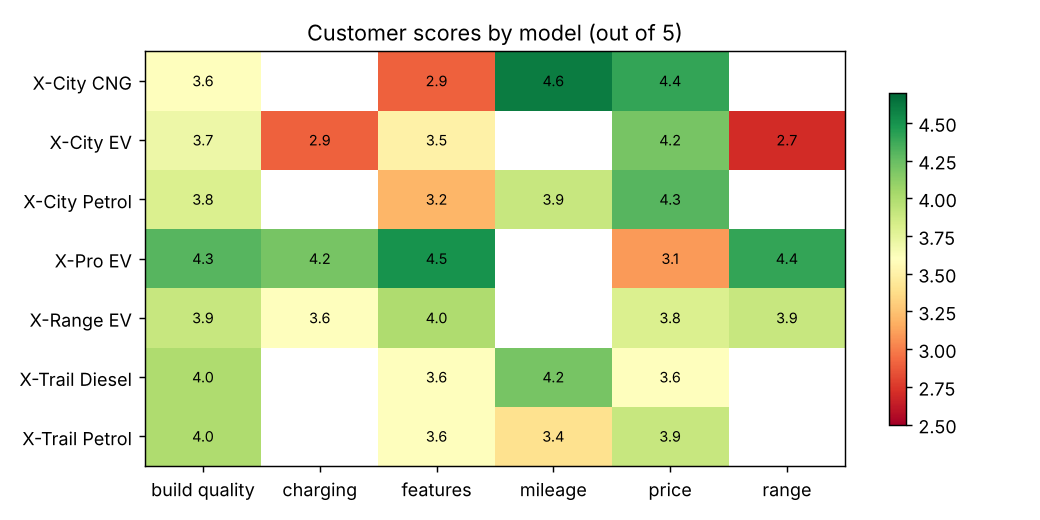 Customer scores by model (out of 5)
X-City CNG 3.6 2.9 4.6 4.4
X-City EV 3.7 2.9 3.5 4.2 2.7
X-City Petrol 3.8 3.2 3.9 4.3
X-Pro EV 4.3 4.2 4.5 3.1 4.4
X-Range EV 3.9 3.6 4.0 3.8 3.9
X-Trail Diesel 4.0 3.6 4.2 3.6
X-Trail Petrol 4.0 3.6 3.4 3.9
build quality charging features mileage price range
4.50
4.25
4.00
3.75
3.50
3.25
3.00
2.75
2.50